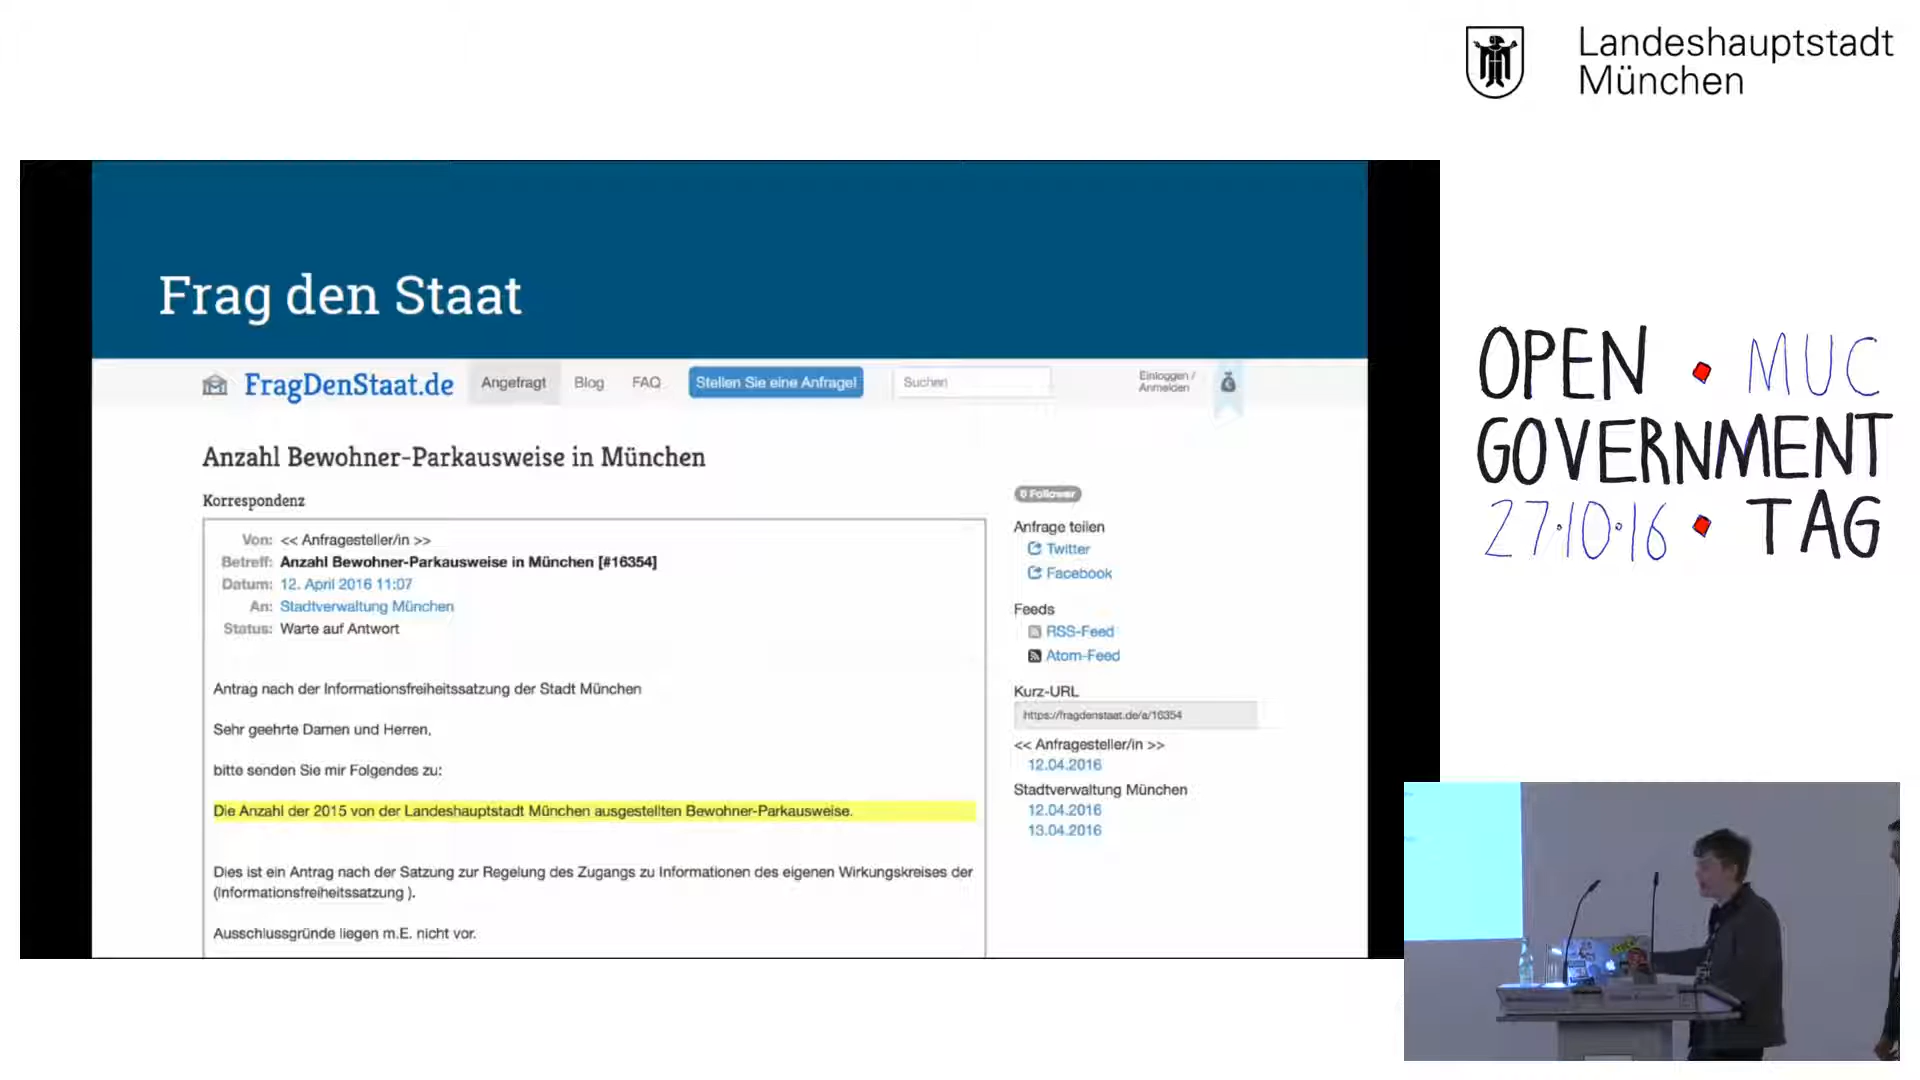 Landeshauptstadt
München
Frag den Staat
FragDenStaat.de Angefragt Blog FAQ Stellen Sie eine Anfrage! Suchen Einloggen /
Anmelden
Anzahl Bewohner-Parkausweise in München
Korrespondenz
Von: << Anfragesteller/in >>
Betreff: Anzahl Bewohner-Parkausweise in München [#16354]
Datum: 12. April 2016 11:07
An: Stadtverwaltung München
Status: Warte auf Antwort
Antrag nach der Informationsfreiheitssatzung der Stadt München
Sehr geehrte Damen und Herren,
bitte senden Sie mir Folgendes zu:
Die Anzahl der 2015 von der Landeshauptstadt München ausgestellten Bewohner-Parkausweise.
Dies ist ein Antrag nach der Satzung zur Regelung des Zugangs zu Informationen des eigenen Wirkungskreises der
(Informationsfreiheitssatzung ).
Ausschlussgründe liegen m.E. nicht vor.
0 Follower
Anfrage teilen
Twitter
Facebook
Feeds
RSS-Feed
Atom-Feed
Kurz-URL
https://fragdenstaat.de/a/16354
<< Anfragesteller/in >>
12.04.2016
Stadtverwaltung München
12.04.2016
13.04.2016
OPEN MUC
GOVERNMENT
27·10·16 TAG